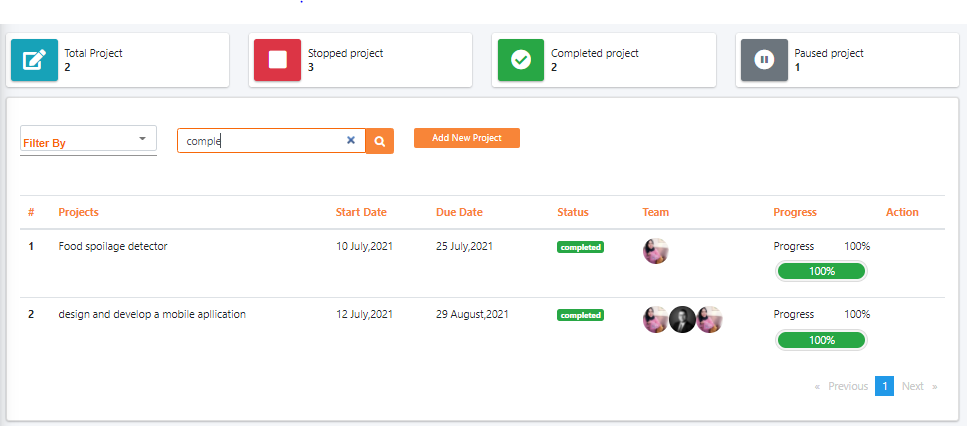 Total Project
2
Stopped project
3
Completed project
2
Paused project
1
Filter By
comple
Add New Project
# Projects Start Date Due Date Status Team Progress Action
1 Food spoilage detector 10 July,2021 25 July,2021 completed Progress 100%
100%
2 design and develop a mobile apllication 12 July,2021 29 August,2021 completed Progress 100%
100%
« Previous 1 Next »